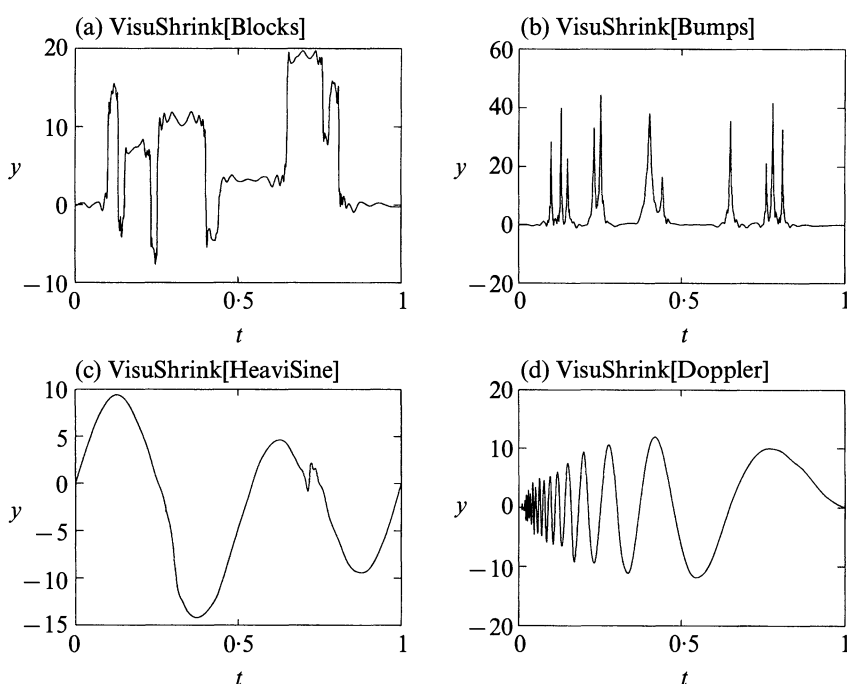 (a) VisuShrink[Blocks]
20
10
0
−10
y
0
0·5
1
t
(b) VisuShrink[Bumps]
60
40
20
0
−20
y
0
0·5
1
t
(c) VisuShrink[HeaviSine]
10
5
0
−5
−10
−15
y
0
0·5
1
t
(d) VisuShrink[Doppler]
20
10
0
−10
−20
y
0
0·5
1
t